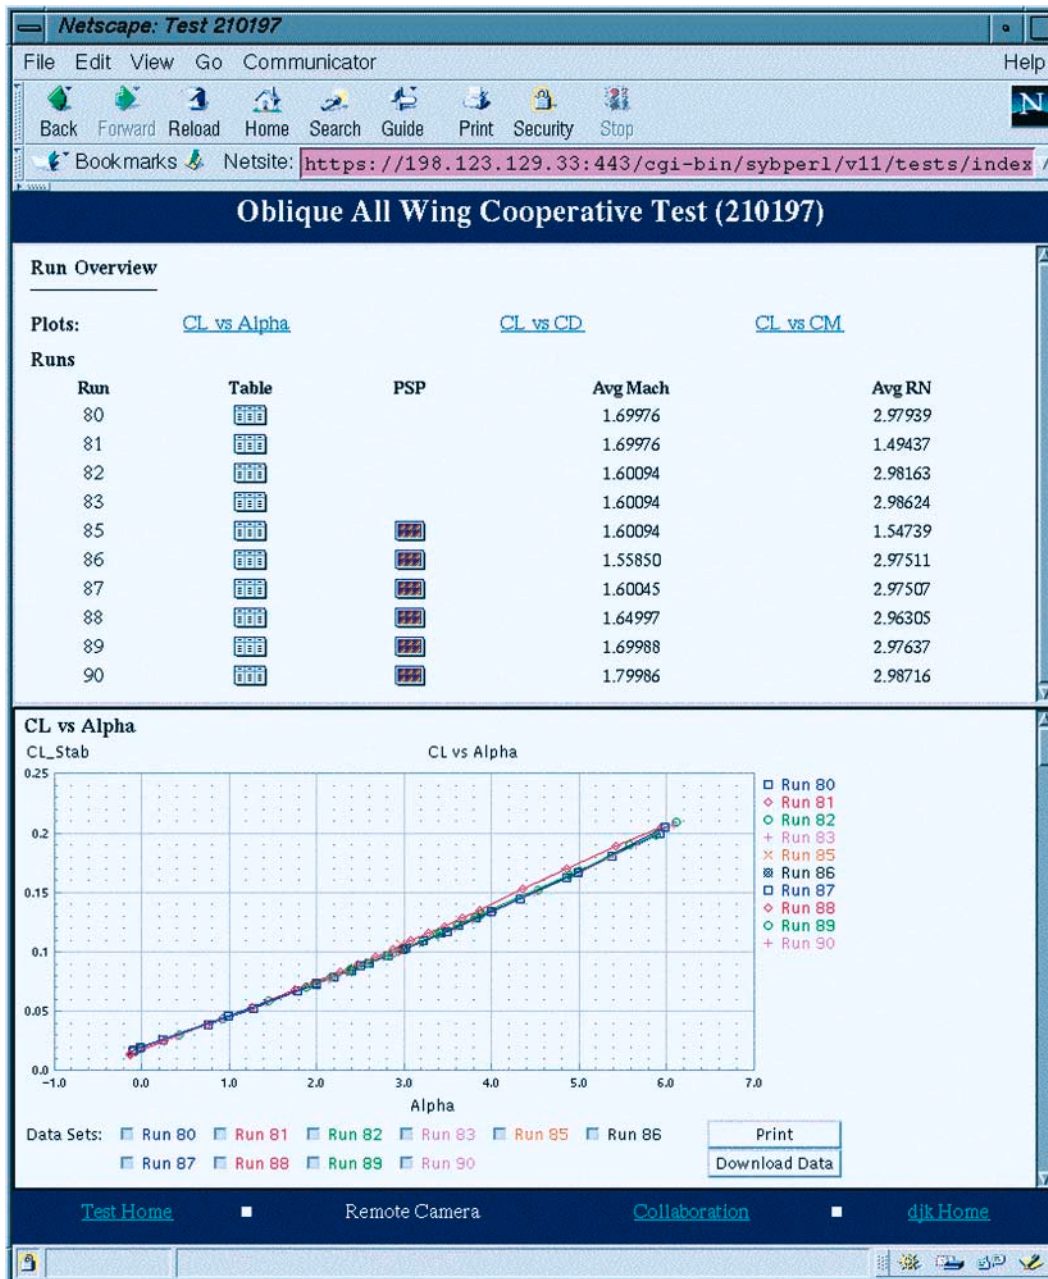 Netscape: Test 210197
File Edit View Go Communicator Help
Back Forward Reload Home Search Guide Print Security Stop N
Bookmarks Netsite: https://198.123.129.33:443/cgi-bin/sybperl/v11/tests/index
Oblique All Wing Cooperative Test (210197)
Run Overview
Plots: CL vs Alpha CL vs CD CL vs CM
Runs
Run Table PSP Avg Mach Avg RN
80 1.69976 2.97939
81 1.69976 1.49437
82 1.60094 2.98163
83 1.60094 2.98624
85 1.60094 1.54739
86 1.55850 2.97511
87 1.60045 2.97507
88 1.64997 2.96305
89 1.69988 2.97637
90 1.79986 2.98716
CL vs Alpha
CL_Stab CL vs Alpha
0.25
0.2
0.15
0.1
0.05
0.0
-1.0 0.0 1.0 2.0 3.0 4.0 5.0 6.0 7.0
Alpha
Run 80
Run 81
Run 82
Run 83
Run 85
Run 86
Run 87
Run 88
Run 89
Run 90
Data Sets: Run 80 Run 81 Run 82 Run 83 Run 85 Run 86 Print
Run 87 Run 88 Run 89 Run 90 Download Data
Test Home Remote Camera Collaboration djk Home